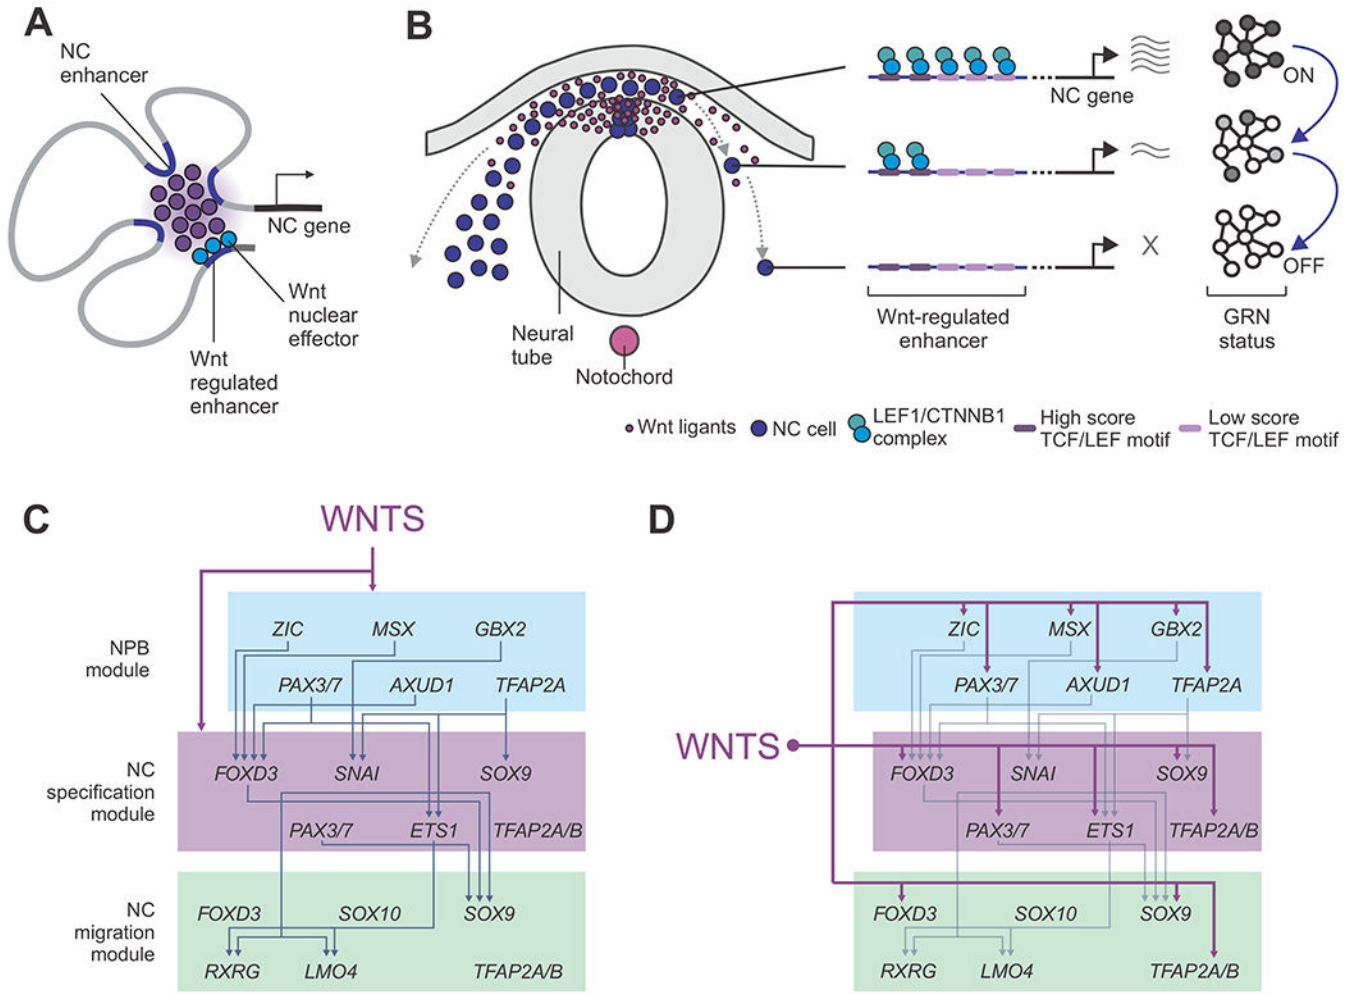 A
NC
enhancer
NC gene
Wnt
nuclear
effector
Wnt
regulated
enhancer
B
Neural
tube
Notochord
NC gene
X
ON
OFF
Wnt-regulated
enhancer
GRN
status
Wnt ligants
NC cell
LEF1/CTNNB1
complex
High score
TCF/LEF motif
Low score
TCF/LEF motif
C
WNTS
NPB
module
ZIC MSX GBX2
PAX3/7 AXUD1 TFAP2A
NC
specification
module
FOXD3 SNAI SOX9
PAX3/7 ETS1 TFAP2A/B
NC
migration
module
FOXD3 SOX10 SOX9
RXRG LMO4 TFAP2A/B
D
WNTS
ZIC MSX GBX2
PAX3/7 AXUD1 TFAP2A
FOXD3 SNAI SOX9
PAX3/7 ETS1 TFAP2A/B
FOXD3 SOX10 SOX9
RXRG LMO4 TFAP2A/B